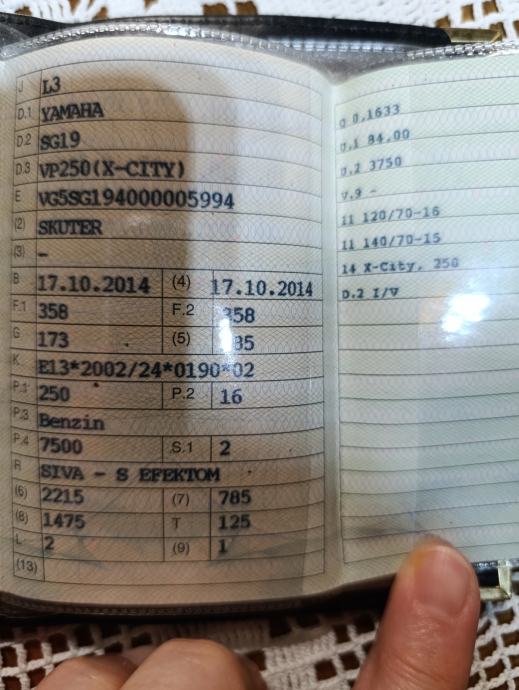 J L3
D.1 YAMAHA
D.2 SG19
D.3 VP250(X-CITY)
E VG5SG194000005994
(2) SKUTER
(3) -
B 17.10.2014 (4) 17.10.2014
F.1 358 F.2 358
G 173 (5)
K E13*2002/24*0190*02
P.1 250 P.2 16
P.3 Benzin
P.4 7500 S.1 2
R SIVA - S EFEKTOM
(6) 2215 (7) 785
(8) 1475 T 125
L 2 (9) 1
(13)
Q 0,1633
U.1 84,00
U.2 3750
V.9 -
11 120/70-16
11 140/70-15
14 X-City, 250
D.2 I/V